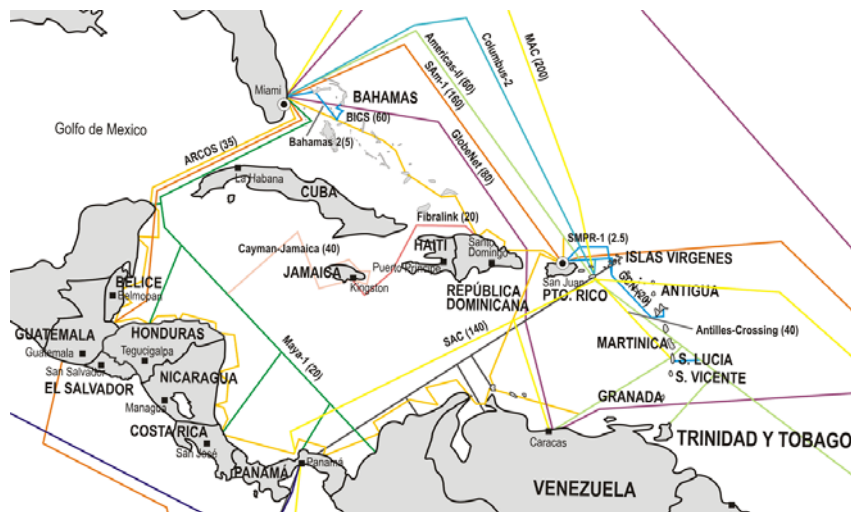 MAC (200)
Columbus-2
Americas-II (60)
SAm-1 (160)
Miami
BAHAMAS
BICS (60)
Bahamas 2(5)
Golfo de Mexico
ARCOS (35)
GlobeNet (80)
La Habana
CUBA
Fibralink (20)
Cayman-Jamaica (40)
HAITI
Santo
Domingo
SMPR-1 (2.5)
ISLAS VIRGENES
JAMAICA
Puerto Principe
Kingston
REPÚBLICA
DOMINICANA
San Juan
PTO. RICO
GCN (20)
ANTIGUA
BELICE
Belmopan
Antilles-Crossing (40)
GUATEMALA
HONDURAS
SAC (140)
MARTINICA
Guatemala
Tegucigalpa
Maya-1 (20)
S. LUCIA
San Salvador
NICARAGUA
S. VICENTE
EL SALVADOR
Managua
GRANADA
COSTA RICA
San José
Caracas
TRINIDAD Y TOBAGO
PANAMÁ
Panamá
VENEZUELA